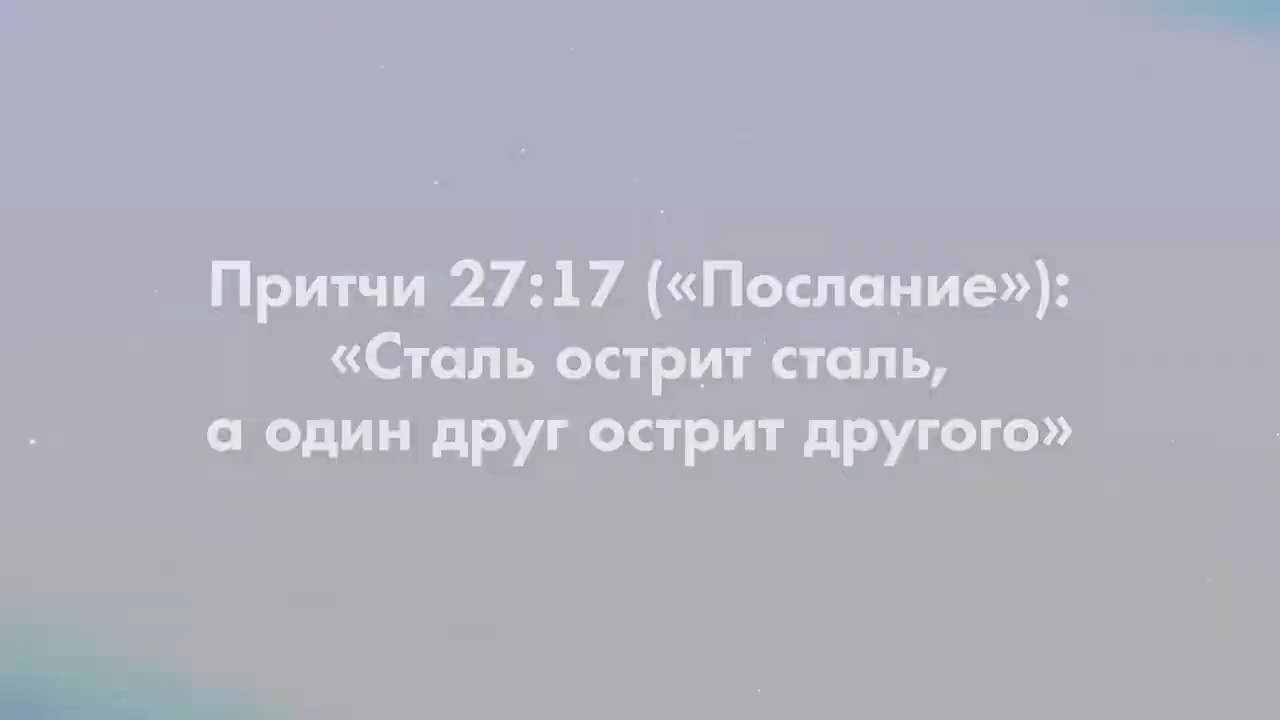 Притчи 27:17 («Послание»):
«Сталь острит сталь,
а один друг острит другого»